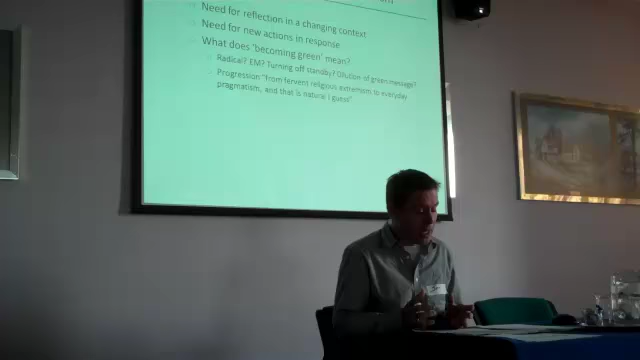 Need for reflection in a changing context
Need for new actions in response
What does 'becoming green' mean?
Radical? EM? Turning off standby? Dilution of green message?
Progression "from fervent religious extremism to everyday
pragmatism, and that is natural I guess"